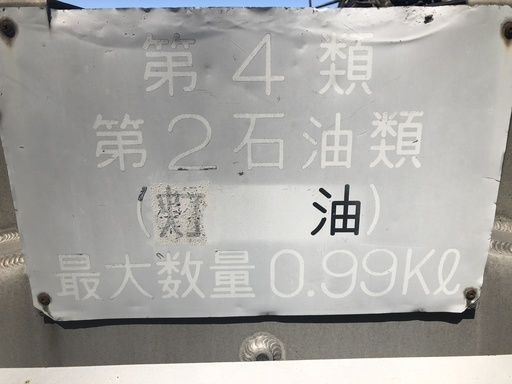 第4類
第2石油類
(油)
最大数量0.99Kℓ